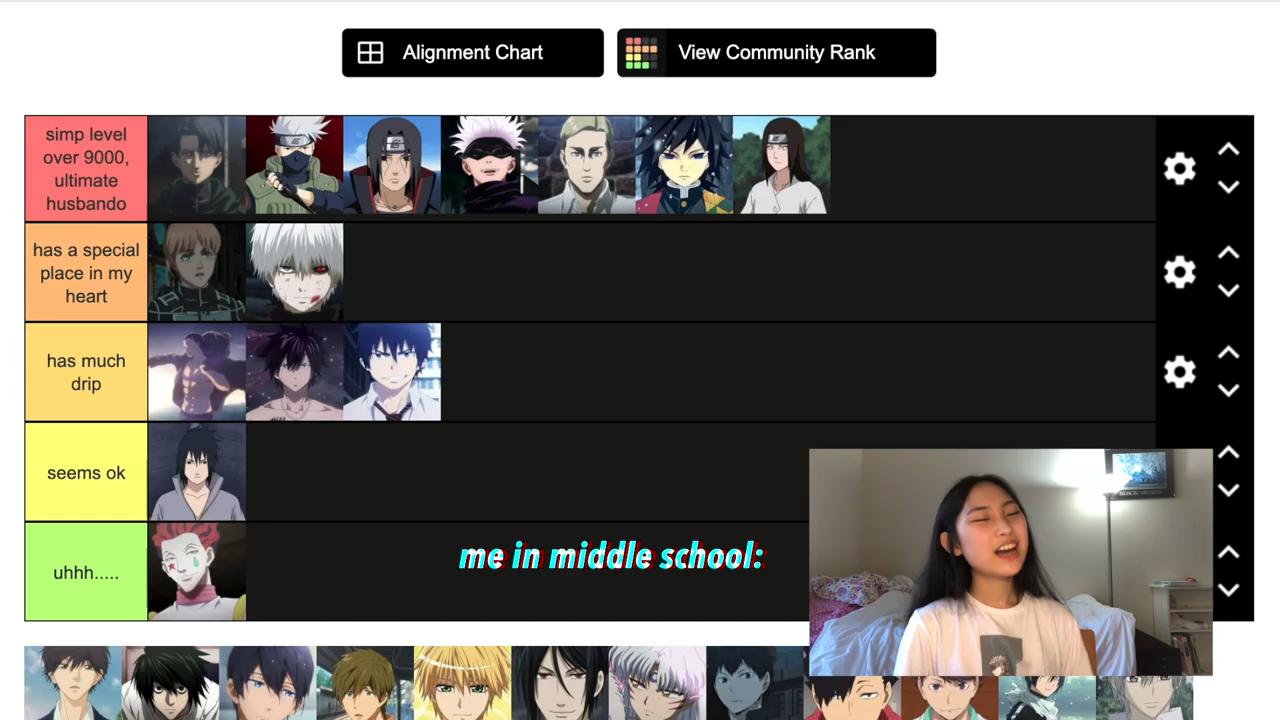 Alignment Chart
View Community Rank
simp level
over 9000,
ultimate
husbando
has a special
place in my
heart
has much
drip
seems ok
uhhh.....
me in middle school: